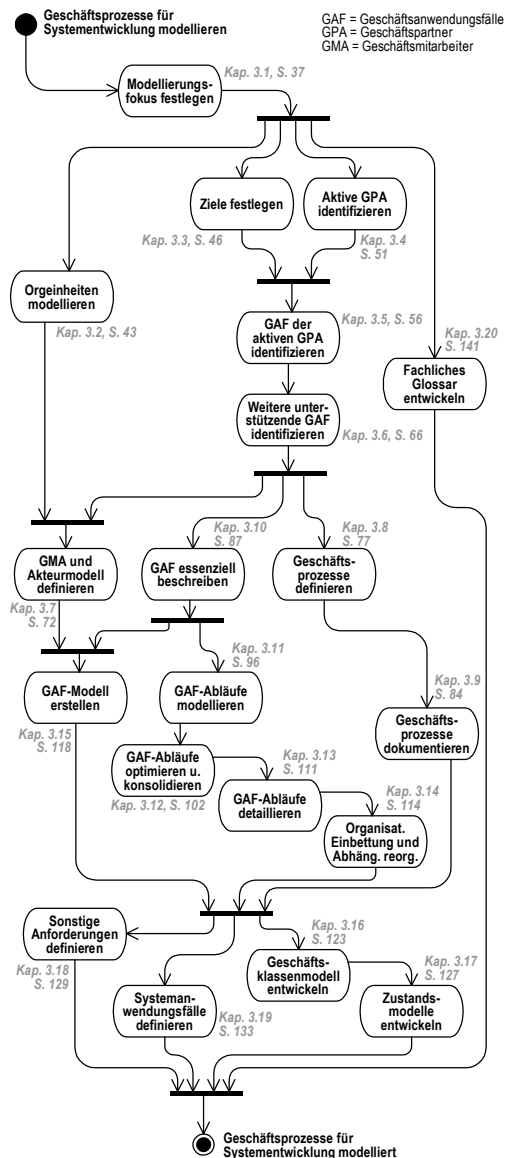 Geschäftsprozesse für
Systementwicklung modellieren
GAF = Geschäftsanwendungsfälle
GPA = Geschäftspartner
GMA = Geschäftsmitarbeiter
Modellierungs-
fokus festlegen
Kap. 3.1, S. 37
Ziele festlegen
Kap. 3.3, S. 46
Aktive GPA
identifizieren
Kap. 3.4
S. 51
Orgeinheiten
modellieren
Kap. 3.2, S. 43
GAF der
aktiven GPA
identifizieren
Kap. 3.5, S. 56
Kap. 3.20
S. 141
Fachliches
Glossar
entwickeln
Weitere unter-
stützende GAF
identifizieren
Kap. 3.6, S. 66
GMA und
Akteurmodell
definieren
Kap. 3.7
S. 72
Kap. 3.10
S. 87
GAF essenziell
beschreiben
Kap. 3.8
S. 77
Geschäfts-
prozesse
definieren
GAF-Modell
erstellen
Kap. 3.15
S. 118
Kap. 3.11
S. 96
GAF-Abläufe
modellieren
Kap. 3.9
S. 84
Geschäfts-
prozesse
dokumentieren
GAF-Abläufe
optimieren u.
konsolidieren
Kap. 3.12, S. 102
Kap. 3.13
S. 111
GAF-Abläufe
detaillieren
Kap. 3.14
S. 114
Organisat.
Einbettung und
Abhäng. reorg.
Sonstige
Anforderungen
definieren
Kap. 3.18
S. 129
Kap. 3.16
S. 123
Geschäfts-
klassenmodell
entwickeln
Kap. 3.17
S. 127
Zustands-
modelle
entwickeln
Systeman-
wendungsfälle
definieren
Kap. 3.19
S. 133
Geschäftsprozesse für
Systementwicklung modelliert